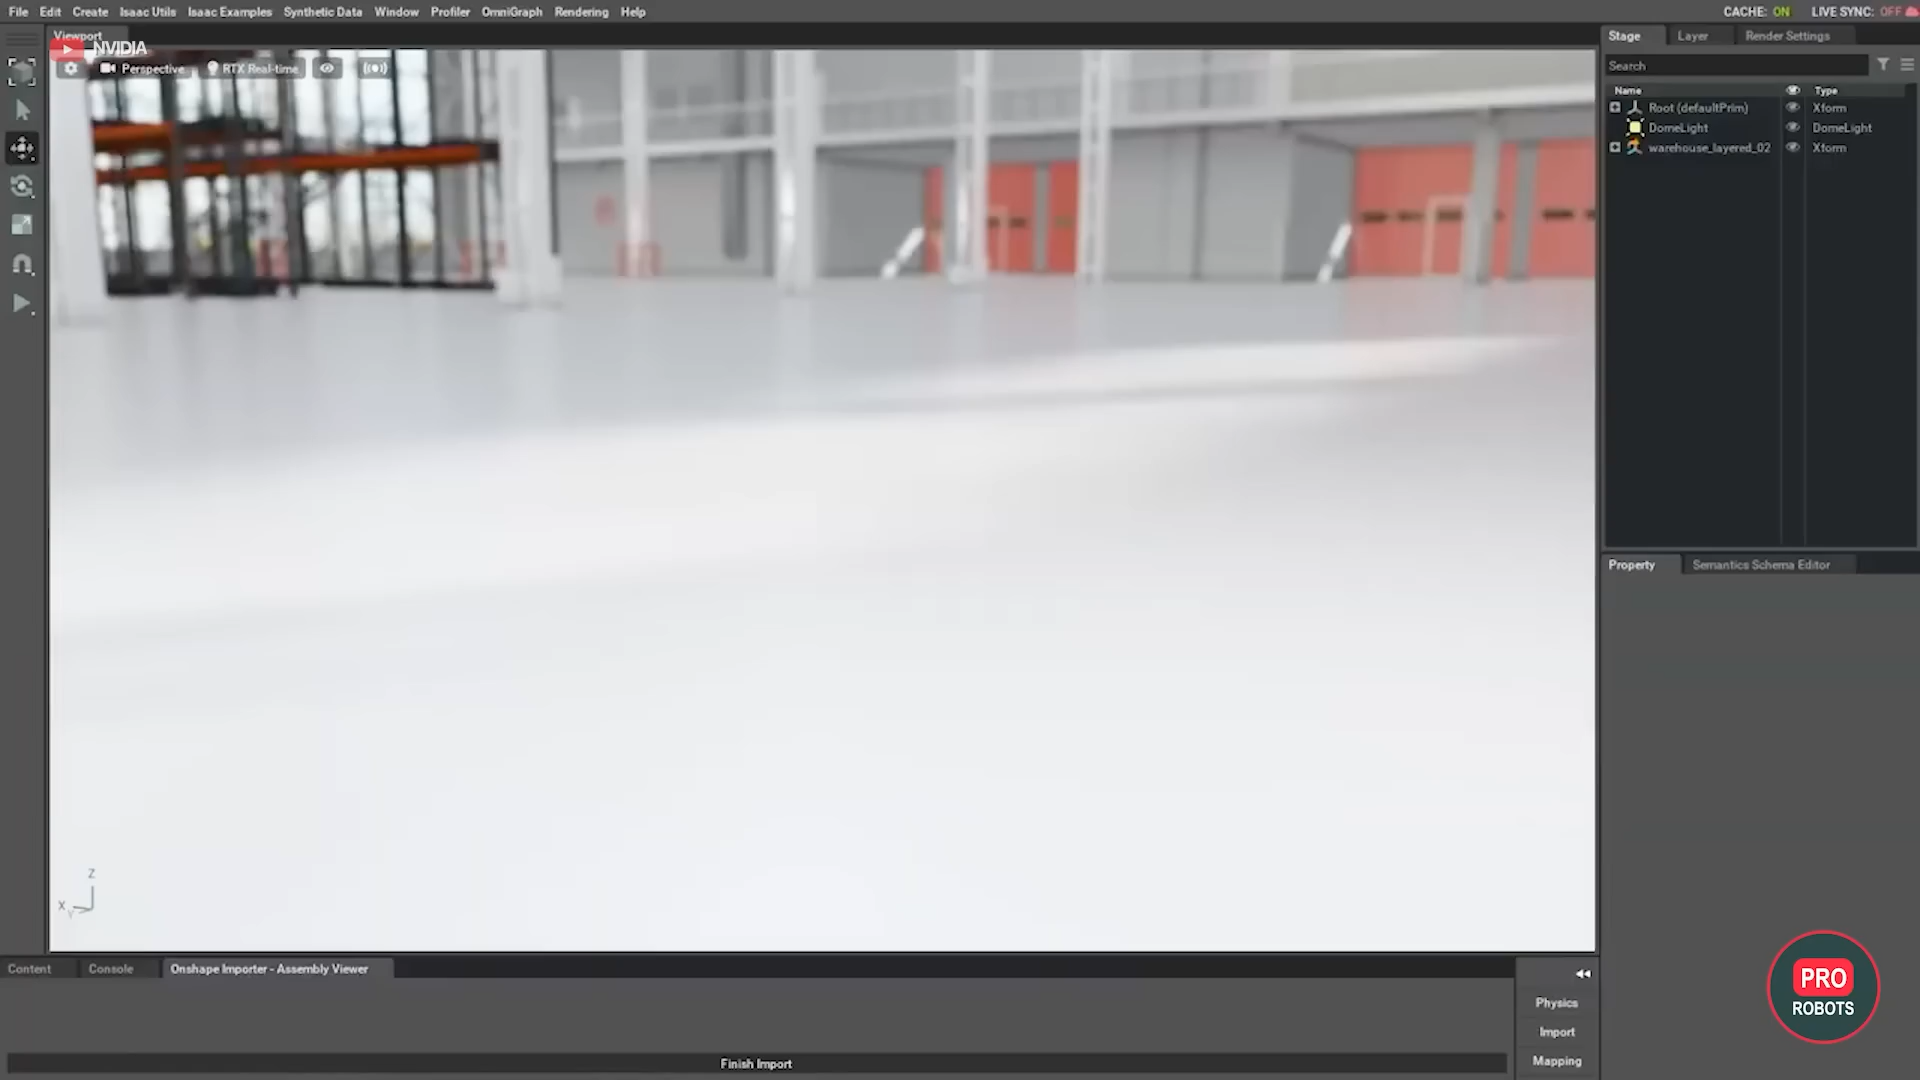 File Edit Create Isaac Utils Isaac Examples Synthetic Data Window Profiler OmniGraph Rendering Help CACHE: ON LIVE SYNC: OFF
Viewport
NVIDIA
Perspective RTX Real-time
Stage Layer Render Settings
Search
Name Type
Root (defaultPrim) Xform
DomeLight DomeLight
warehouse_layered_02 Xform
Property Semantics Schema Editor
Z
X
Y
Content Console Onshape Importer - Assembly Viewer
Physics
Import
Mapping
Finish Import
PRO
ROBOTS